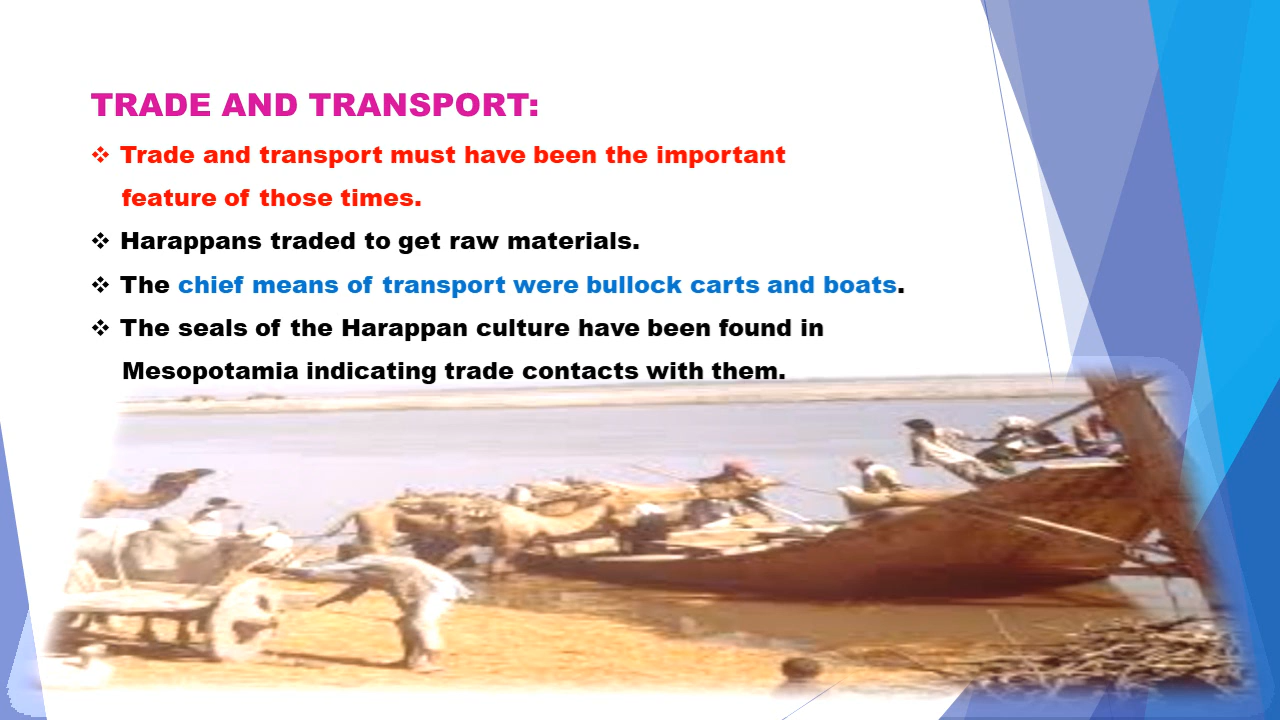 TRADE AND TRANSPORT:
❖ Trade and transport must have been the important
feature of those times.
❖ Harappans traded to get raw materials.
❖ The chief means of transport were bullock carts and boats.
❖ The seals of the Harappan culture have been found in
Mesopotamia indicating trade contacts with them.